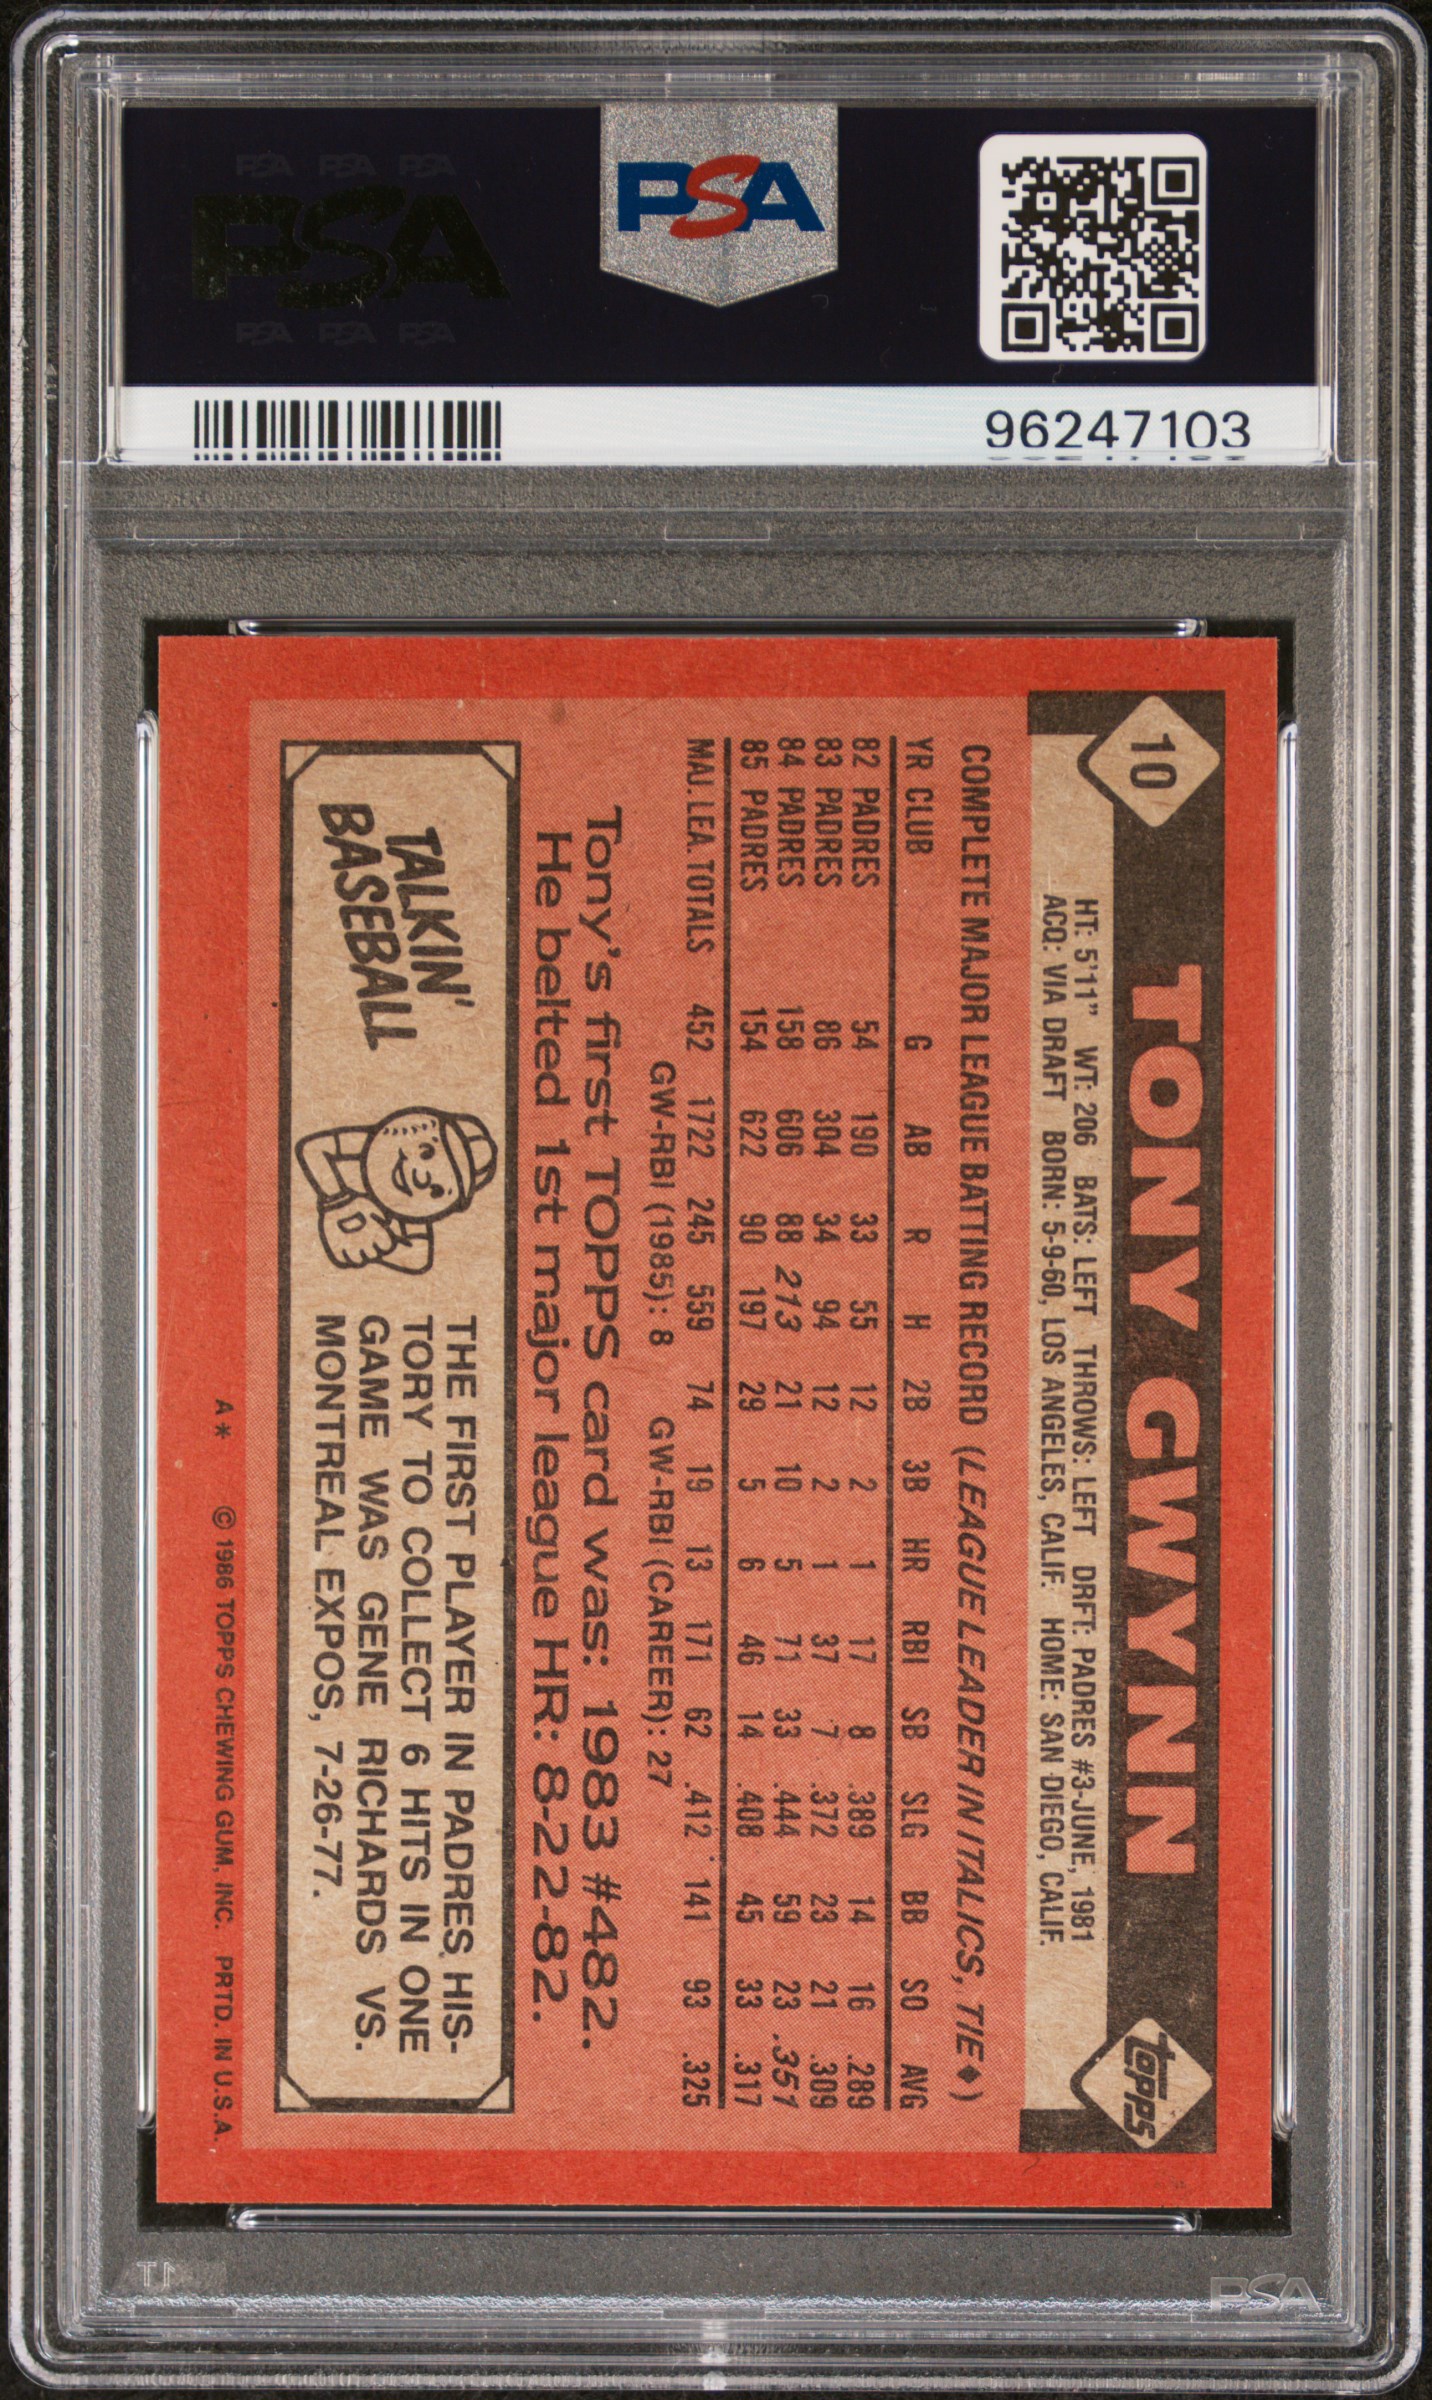 PSA PSA PSA
PSA
PSA PSA PSA
PSA
96247103
10
TONY GWYNN
topps
HT: 5'11" WT: 206 BATS: LEFT THROWS: LEFT DRFT: PADRES #3-JUNE, 1981
ACQ: VIA DRAFT BORN: 5-9-60, LOS ANGELES, CALIF. HOME: SAN DIEGO, CALIF.
COMPLETE MAJOR LEAGUE BATTING RECORD (LEAGUE LEADER IN ITALICS, TIE ♦)
YR CLUB G AB R H 2B 3B HR RBI SB SLG BB SO AVG
82 PADRES 54 190 33 55 12 2 1 17 8 .389 14 16 .289
83 PADRES 86 304 34 94 12 2 1 37 7 .372 23 21 .309
84 PADRES 158 606 88 213 21 10 5 71 33 .444 59 23 .351
85 PADRES 154 622 90 197 29 5 6 46 14 .408 45 33 .317
MAJ. LEA. TOTALS 452 1722 245 559 74 19 13 171 62 .412 141 93 .325
GW-RBI (1985): 8 GW-RBI (CAREER): 27
Tony's first TOPPS card was: 1983 #482.
He belted 1st major league HR: 8-22-82.
TALKIN'
BASEBALL
THE FIRST PLAYER IN PADRES HIS-
TORY TO COLLECT 6 HITS IN ONE
GAME WAS GENE RICHARDS VS.
MONTREAL EXPOS, 7-26-77.
A* © 1986 TOPPS CHEWING GUM, INC. PRTD. IN U.S.A.
PSA